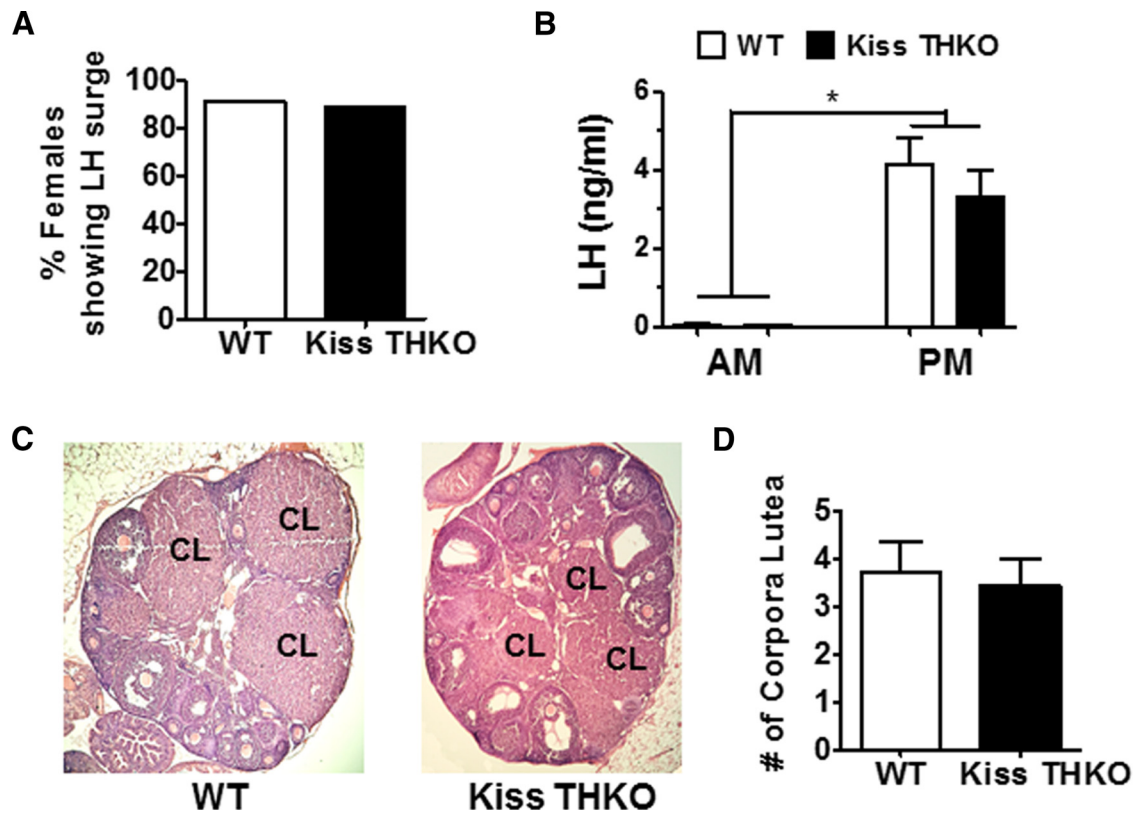 A
% Females
showing LH surge
100
80
60
40
20
0
WT
Kiss THKO
B
WT
Kiss THKO
LH (ng/ml)
6
4
2
0
*
AM
PM
C
CL
CL
CL
WT
CL
CL
CL
Kiss THKO
D
# of Corpora Lutea
5
4
3
2
1
0
WT
Kiss THKO